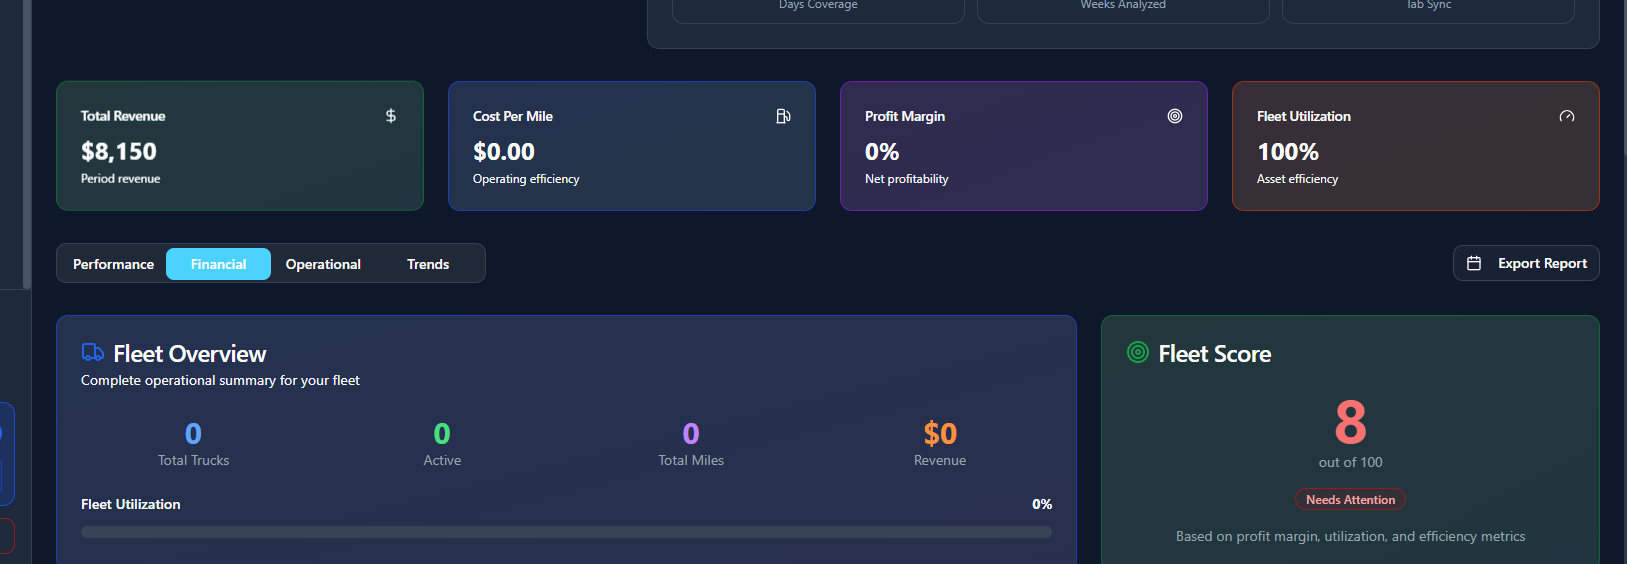 Days Coverage
Weeks Analyzed
Tab Sync
Total Revenue
$8,150
Period revenue
Cost Per Mile
$0.00
Operating efficiency
Profit Margin
0%
Net profitability
Fleet Utilization
100%
Asset efficiency
Performance
Financial
Operational
Trends
Export Report
Fleet Overview
Complete operational summary for your fleet
0
Total Trucks
0
Active
0
Total Miles
$0
Revenue
Fleet Utilization
0%
Fleet Score
8
out of 100
Needs Attention
Based on profit margin, utilization, and efficiency metrics